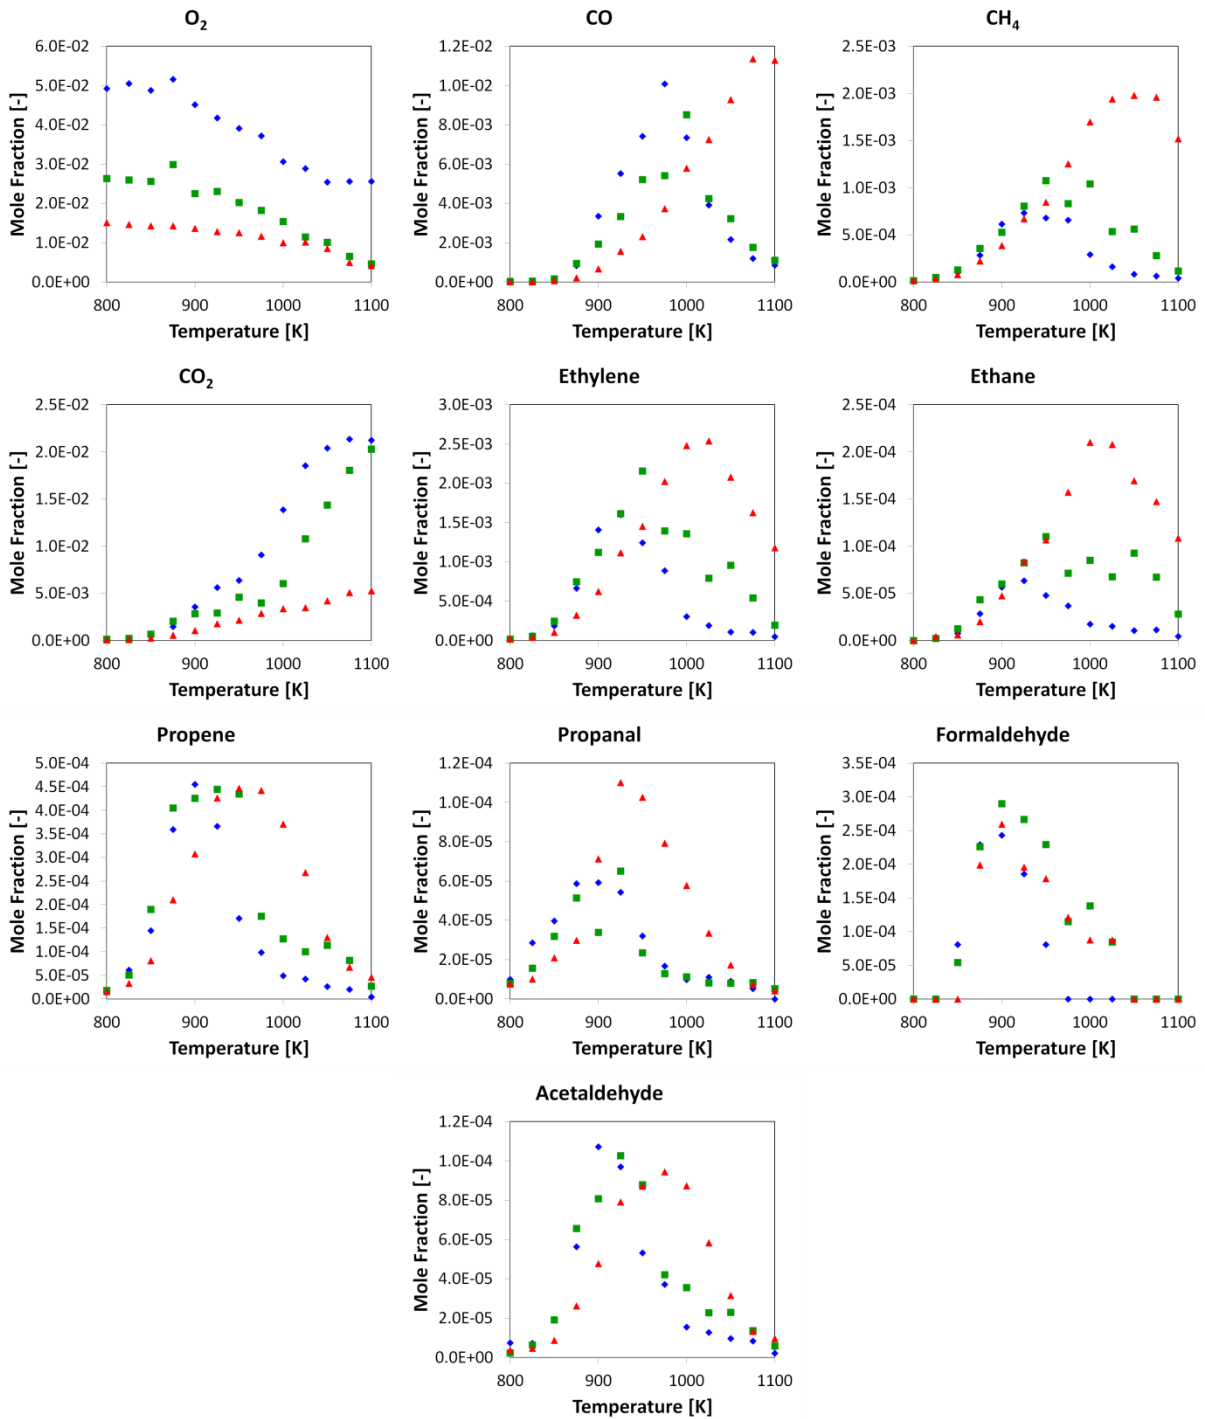 O₂
CO
CH₄
6.0E-02
5.0E-02
4.0E-02
3.0E-02
2.0E-02
1.0E-02
0.0E+00
Mole Fraction [-]
800 900 1000 1100
Temperature [K]
1.2E-02
1.0E-02
8.0E-03
6.0E-03
4.0E-03
2.0E-03
0.0E+00
Mole Fraction [-]
800 900 1000 1100
Temperature [K]
2.5E-03
2.0E-03
1.5E-03
1.0E-03
5.0E-04
0.0E+00
Mole Fraction [-]
800 900 1000 1100
Temperature [K]
CO₂
Ethylene
Ethane
2.5E-02
2.0E-02
1.5E-02
1.0E-02
5.0E-03
0.0E+00
Mole Fraction [-]
800 900 1000 1100
Temperature [K]
3.0E-03
2.5E-03
2.0E-03
1.5E-03
1.0E-03
5.0E-04
0.0E+00
Mole Fraction [-]
800 900 1000 1100
Temperature [K]
2.5E-04
2.0E-04
1.5E-04
1.0E-04
5.0E-05
0.0E+00
Mole Fraction [-]
800 900 1000 1100
Temperature [K]
Propene
Propanal
Formaldehyde
5.0E-04
4.5E-04
4.0E-04
3.5E-04
3.0E-04
2.5E-04
2.0E-04
1.5E-04
1.0E-04
5.0E-05
0.0E+00
Mole Fraction [-]
800 900 1000 1100
Temperature [K]
1.2E-04
1.0E-04
8.0E-05
6.0E-05
4.0E-05
2.0E-05
0.0E+00
Mole Fraction [-]
800 900 1000 1100
Temperature [K]
3.5E-04
3.0E-04
2.5E-04
2.0E-04
1.5E-04
1.0E-04
5.0E-05
0.0E+00
Mole Fraction [-]
800 900 1000 1100
Temperature [K]
Acetaldehyde
1.2E-04
1.0E-04
8.0E-05
6.0E-05
4.0E-05
2.0E-05
0.0E+00
Mole Fraction [-]
800 900 1000 1100
Temperature [K]